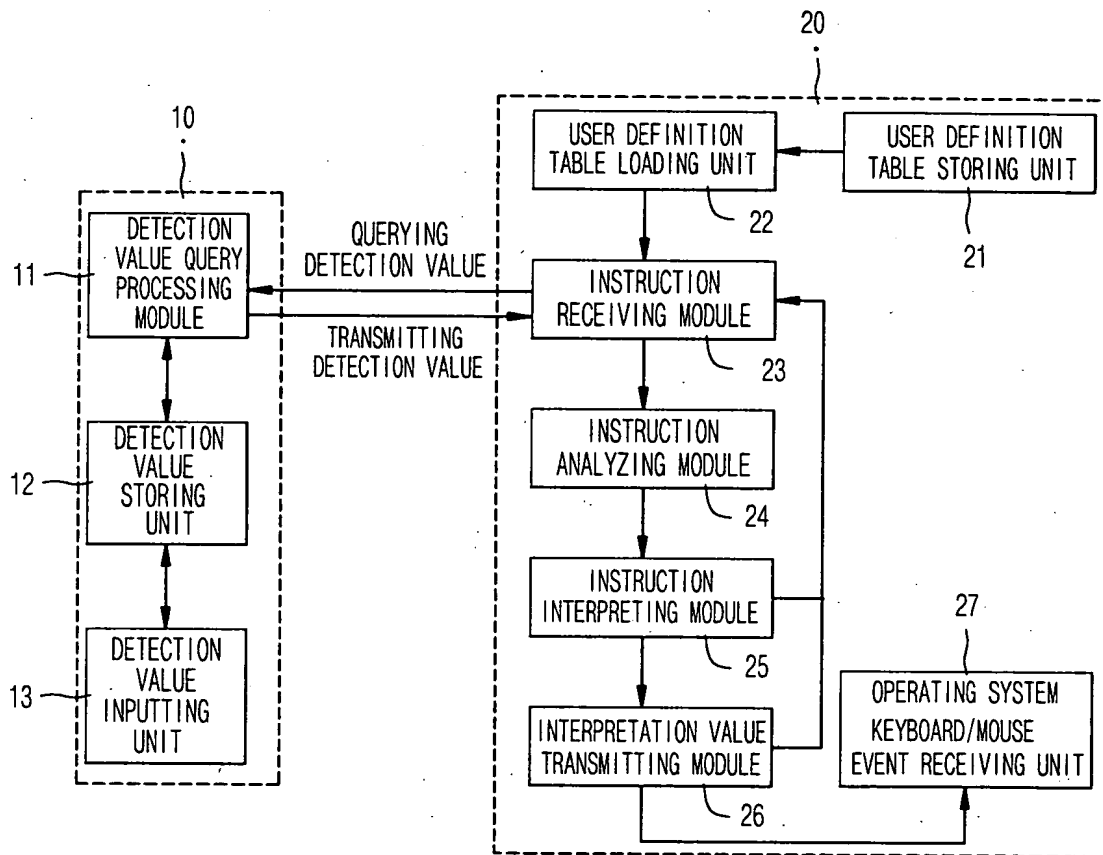 20
10
USER DEFINITION
TABLE LOADING UNIT
USER DEFINITION
TABLE STORING UNIT
22
21
DETECTION
VALUE QUERY
PROCESSING
MODULE
11
QUERYING
DETECTION VALUE
TRANSMITTING
DETECTION VALUE
INSTRUCTION
RECEIVING MODULE
23
DETECTION
VALUE
STORING
UNIT
12
INSTRUCTION
ANALYZING MODULE
24
INSTRUCTION
INTERPRETING MODULE
25
27
DETECTION
VALUE
INPUTTING
UNIT
13
INTERPRETATION VALUE
TRANSMITTING MODULE
26
OPERATING SYSTEM
KEYBOARD/MOUSE
EVENT RECEIVING UNIT